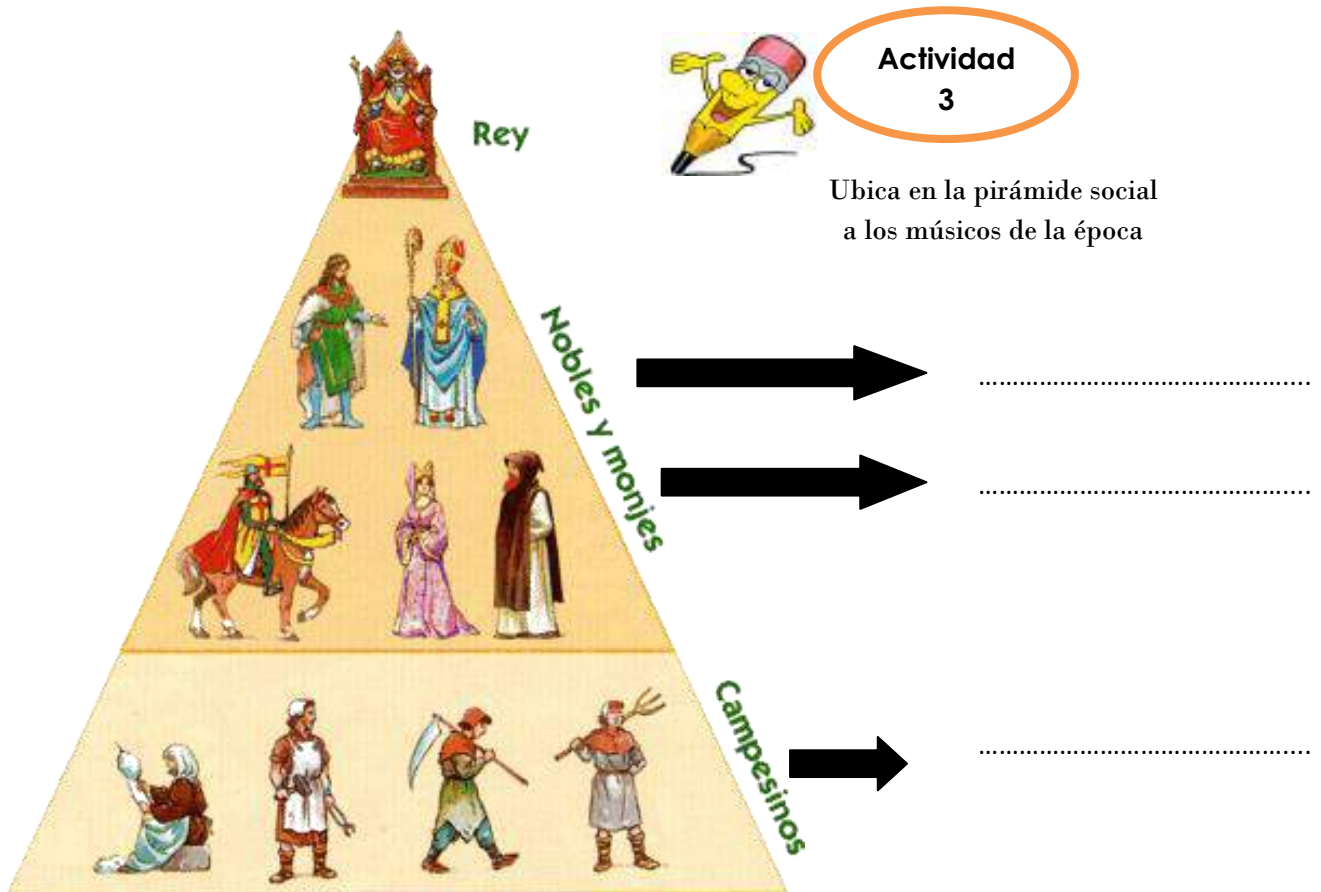 Actividad
3
Rey
Ubica en la pirámide social
a los músicos de la época
Nobles y monjes
................................................
................................................
Campesinos
................................................